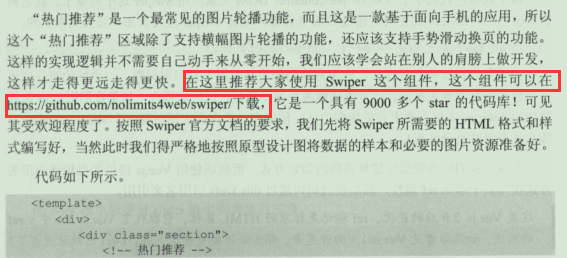 “热门推荐”是一个最常见的图片轮播功能，而且这是一款基于面向手机的应用，所以
这个“热门推荐”区域除了支持横幅图片轮播的功能，还应该支持手势滑动换页的功能。
这样的实现逻辑并不需要自己动手来从零开始，我们应该学会站在别人的肩膀上做开发，
这样才走得更远走得更快。在这里推荐大家使用 Swiper 这个组件，这个组件可以在
https://github.com/nolimits4web/swiper/下载，它是一个具有 9000 多个 star 的代码库！可见
其受欢迎程度了。按照 Swiper 官方文档的要求，我们先将 Swiper 所需要的 HTML 格式和样
式编写好，当然此时我们得严格地按照原型设计图将数据的样本和必要的图片资源准备好。
代码如下所示。
<template>
<div>
<div class="section">
<!-- 热门推荐 -->